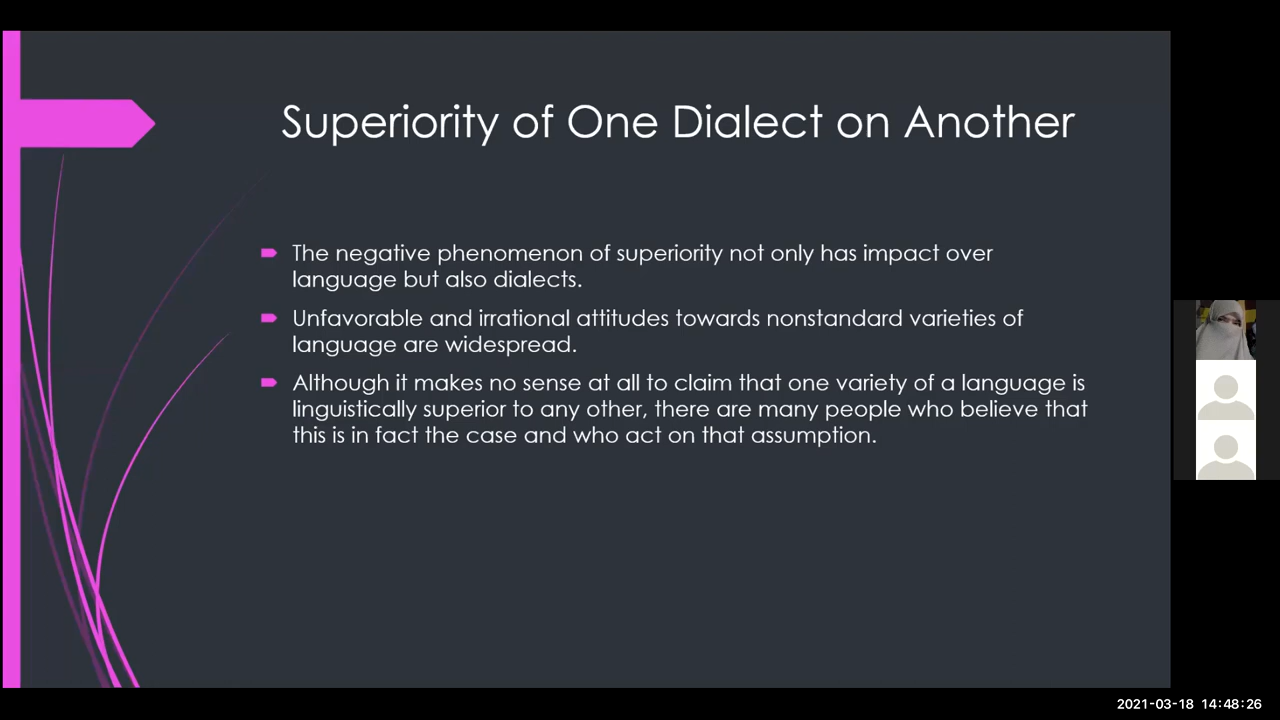 Superiority of One Dialect on Another
The negative phenomenon of superiority not only has impact over
language but also dialects.
Unfavorable and irrational attitudes towards nonstandard varieties of
language are widespread.
Although it makes no sense at all to claim that one variety of a language is
linguistically superior to any other, there are many people who believe that
this is in fact the case and who act on that assumption.
2021-03-18 14:48:26